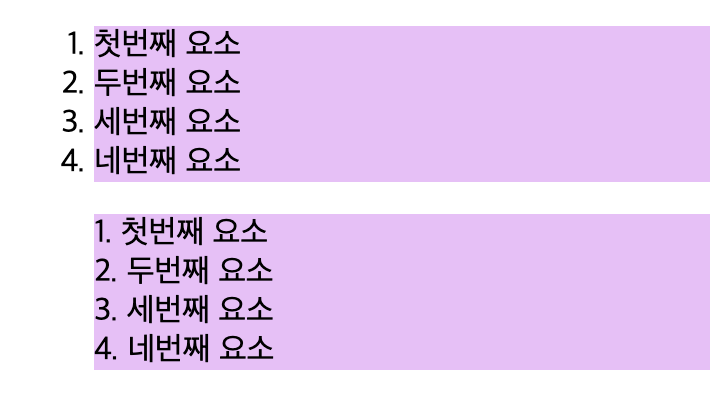 1. 첫번째 요소
2. 두번째 요소
3. 세번째 요소
4. 네번째 요소
1. 첫번째 요소
2. 두번째 요소
3. 세번째 요소
4. 네번째 요소